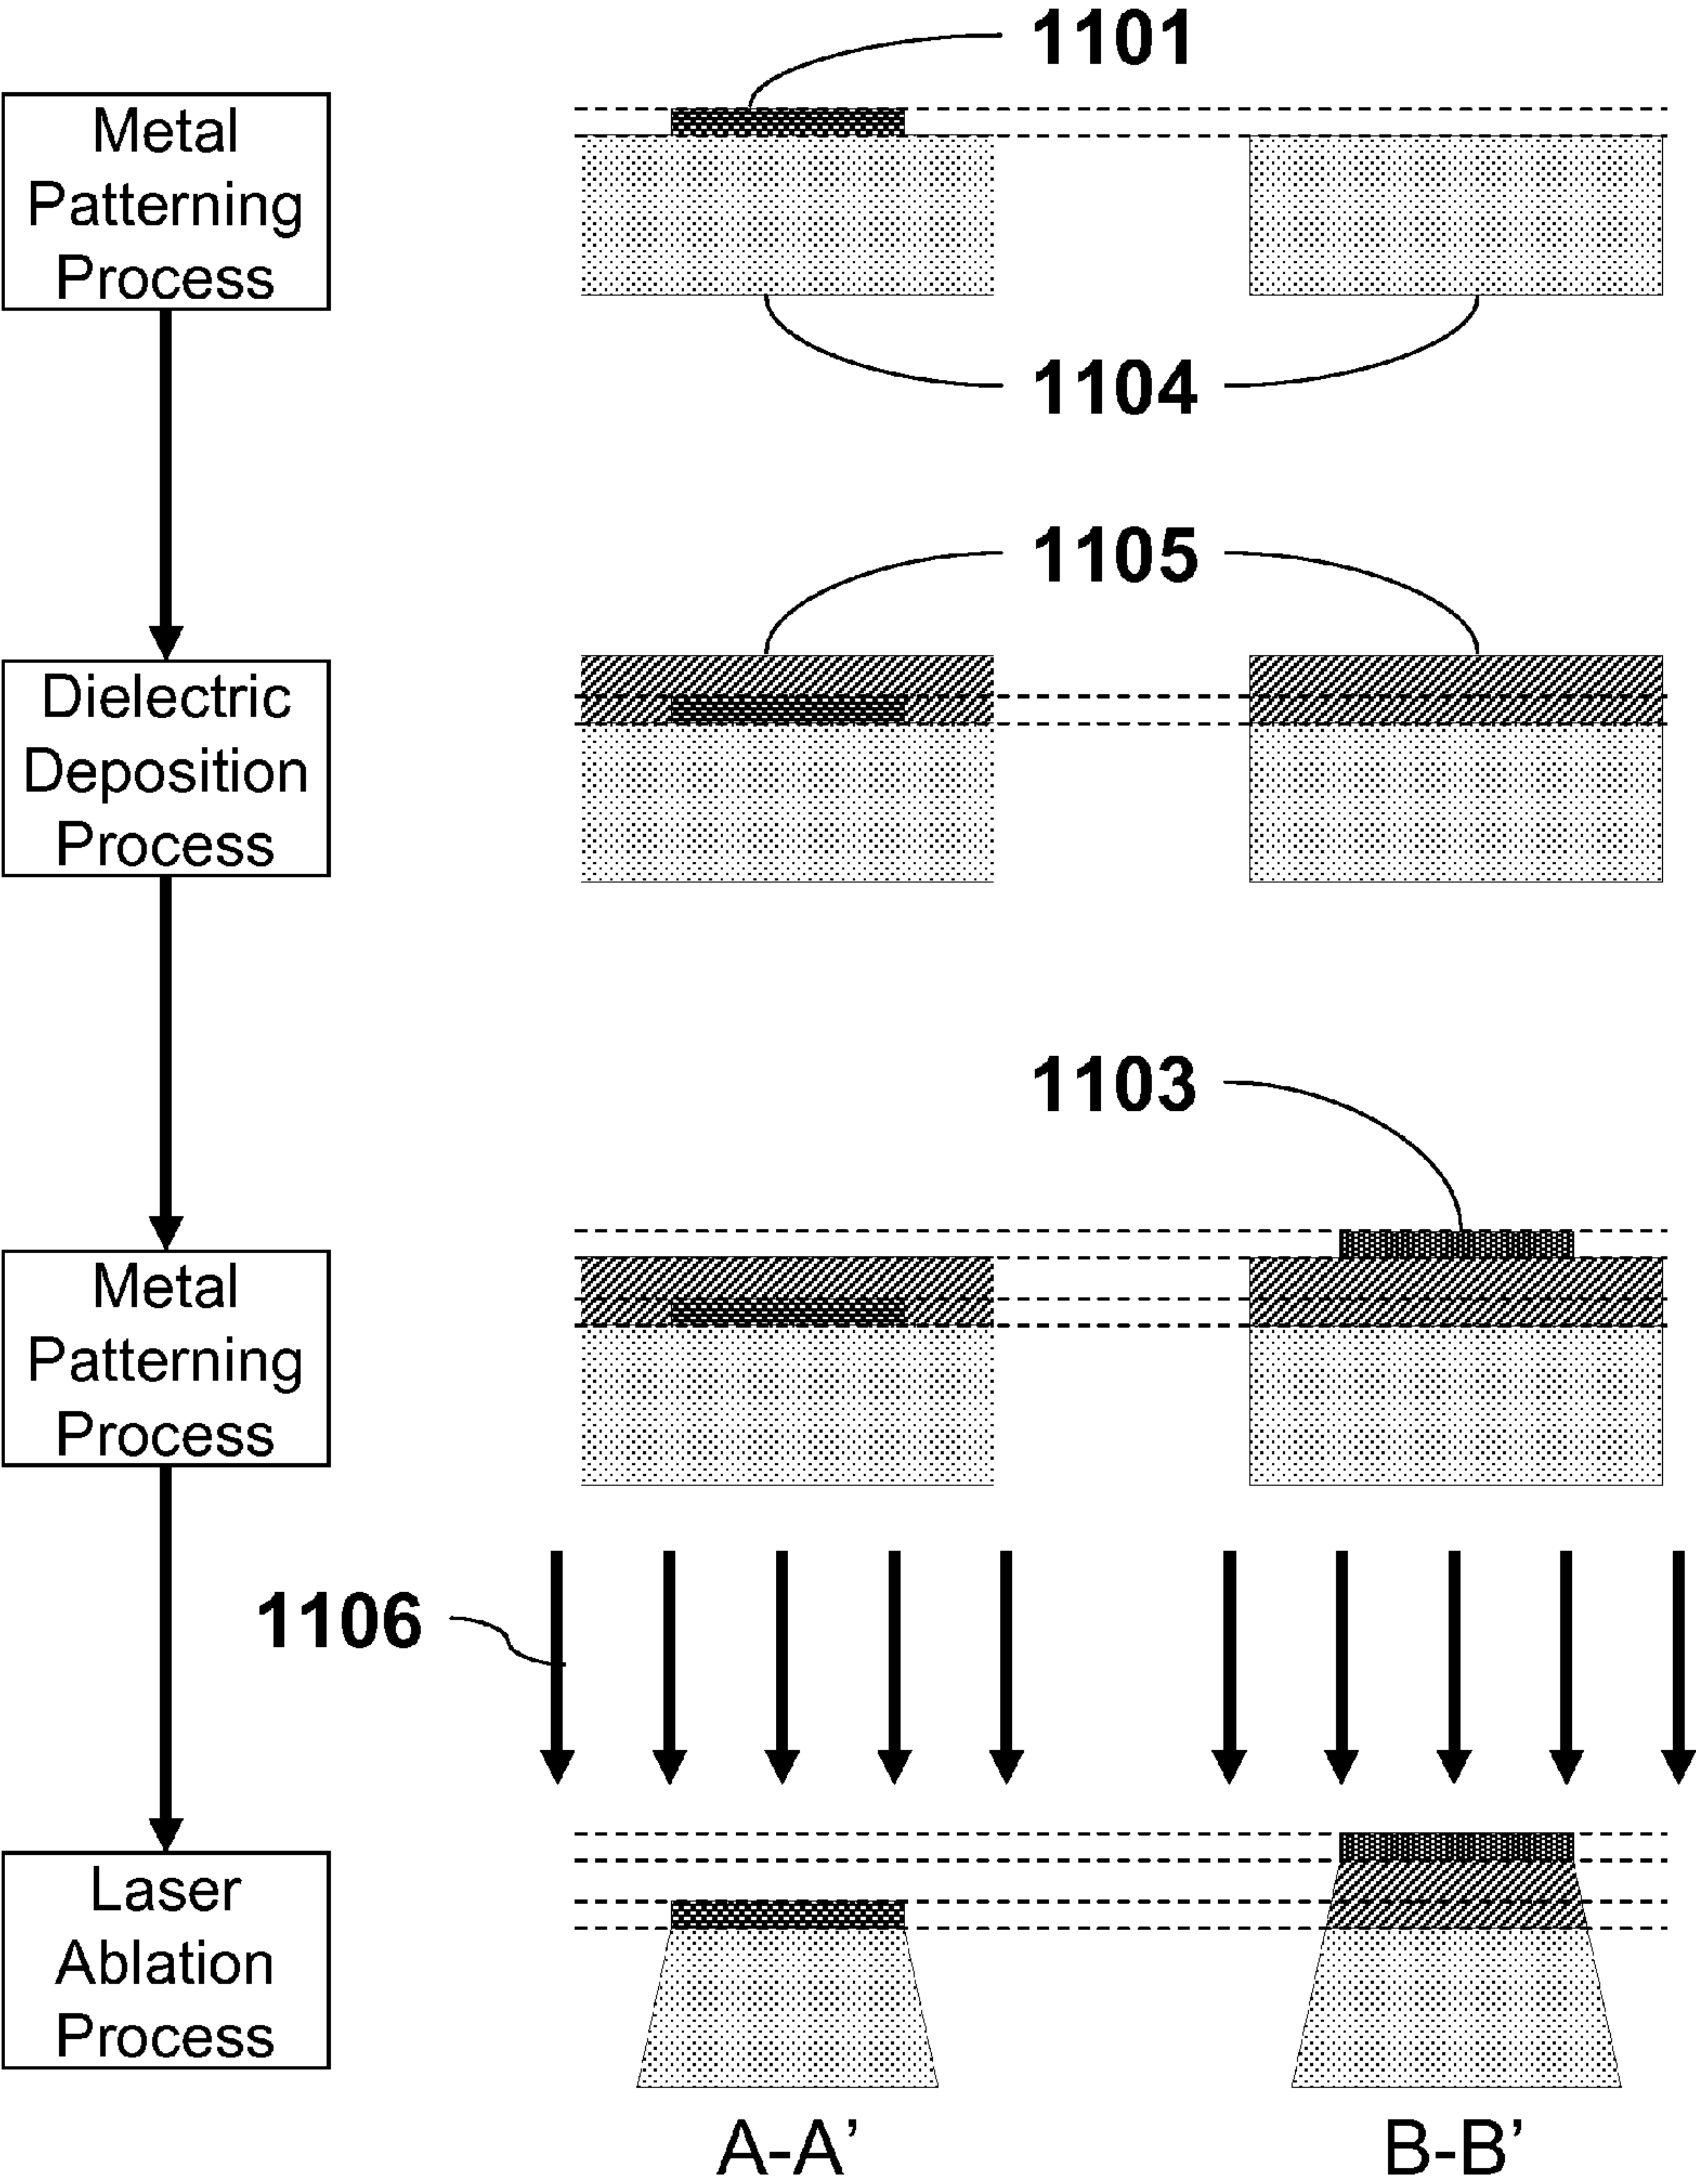 1101
Metal
Patterning
Process
1104
1105
Dielectric
Deposition
Process
1103
Metal
Patterning
Process
1106
Laser
Ablation
Process
A-A’
B-B’